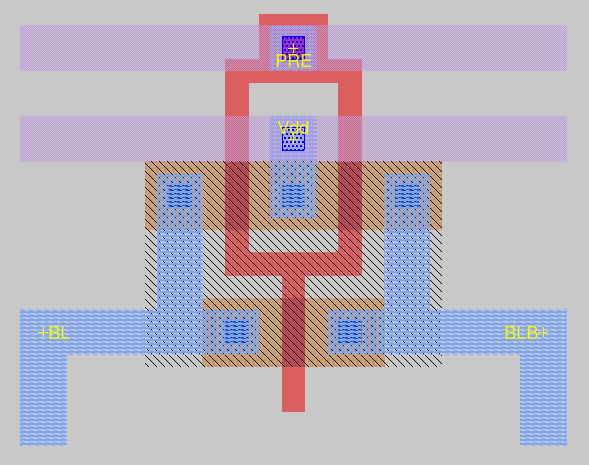 +
PRE
Vdd
+BL
BLB+